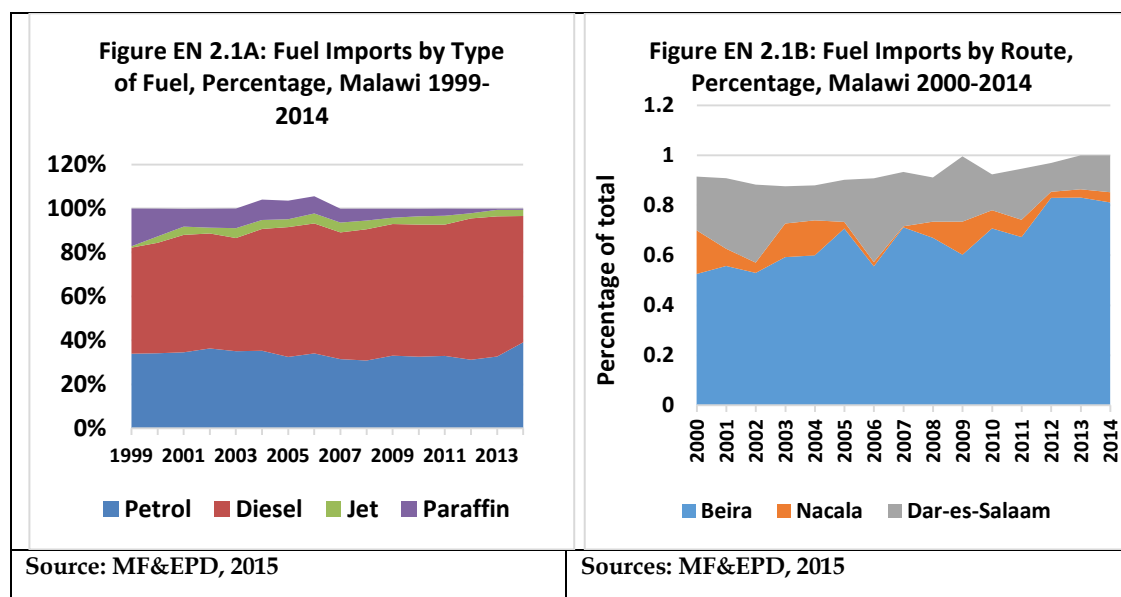 Figure EN 2.1A: Fuel Imports by Type
of Fuel, Percentage, Malawi 1999-
2014
120%
100%
80%
60%
40%
20%
0%
1999 2001 2003 2005 2007 2009 2011 2013
Petrol Diesel Jet Paraffin
Source: MF&EPD, 2015
Figure EN 2.1B: Fuel Imports by Route,
Percentage, Malawi 2000-2014
Percentage of total
1.2
1
0.8
0.6
0.4
0.2
0
2000 2001 2002 2003 2004 2005 2006 2007 2008 2009 2010 2011 2012 2013 2014
Beira Nacala Dar-es-Salaam
Sources: MF&EPD, 2015